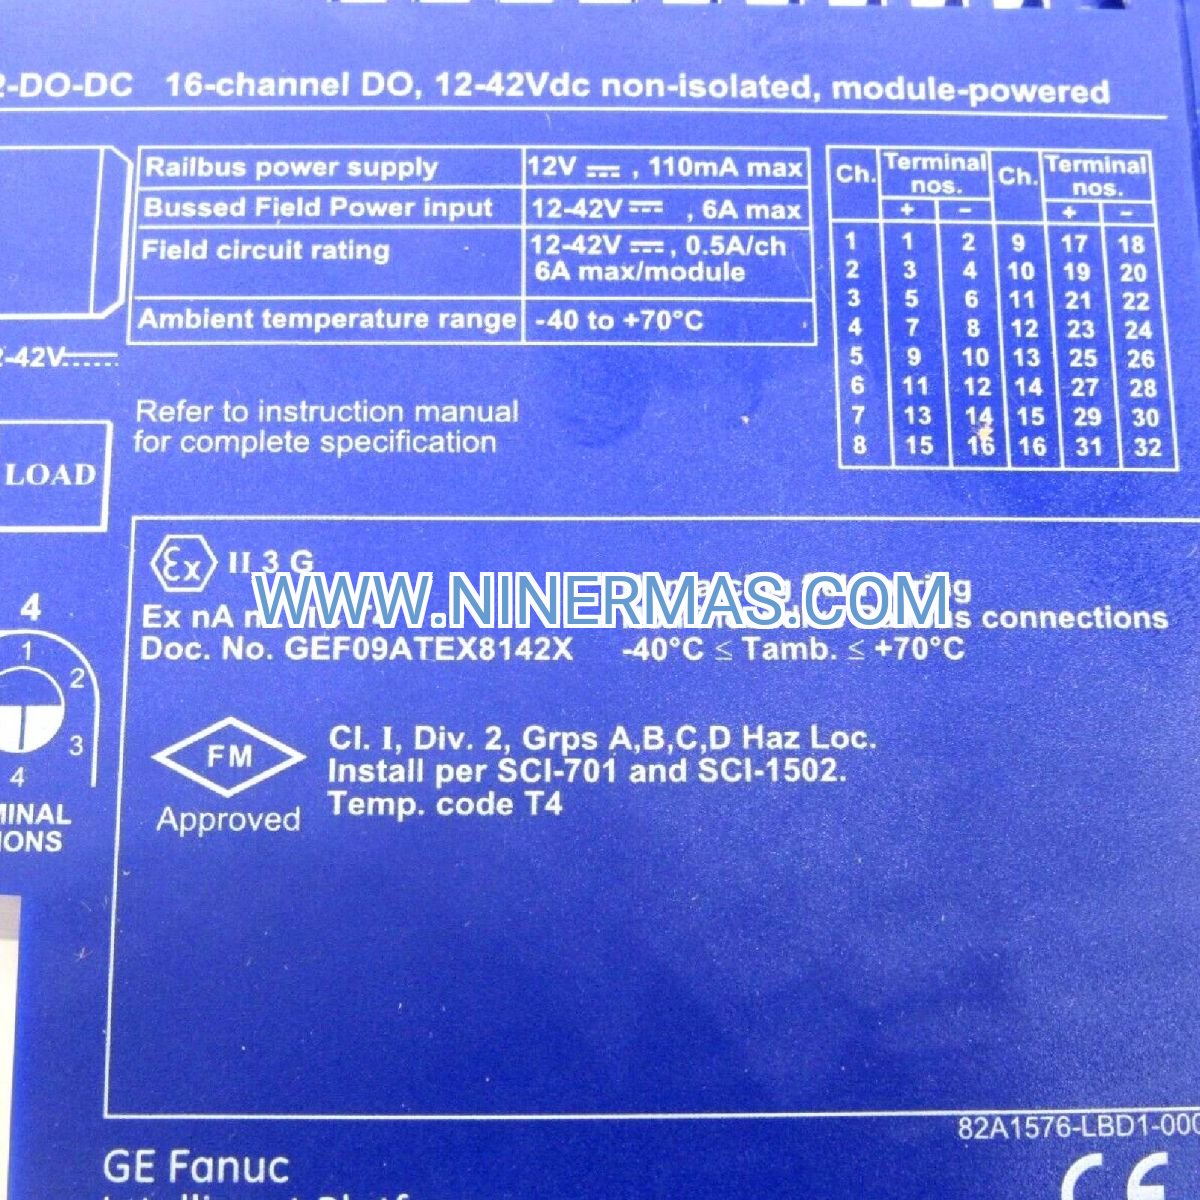 2-DO-DC 16-channel DO, 12-42Vdc non-isolated, module-powered
Railbus power supply 12V , 110mA max
Bussed Field Power input 12-42V , 6A max
Field circuit rating 12-42V , 0.5A/ch
6A max/module
Ambient temperature range -40 to +70°C
Ch. Terminal nos. Ch. Terminal nos.
+ − + −
1 1 2 9 17 18
2 3 4 10 19 20
3 5 6 11 21 22
4 7 8 12 23 24
5 9 10 13 25 26
6 11 12 14 27 28
7 13 14 15 29 30
8 15 16 16 31 32
2-42V
Refer to instruction manual
for complete specification
LOAD
4
1
2
3
4
MINAL
IONS
Ex II 3 G
WWW.NINERMAS.COM
Ex nA
connections
Doc. No. GEF09ATEX8142X -40°C ≤ Tamb. ≤ +70°C
FM
Approved
Cl. I, Div. 2, Grps A,B,C,D Haz Loc.
Install per SCI-701 and SCI-1502.
Temp. code T4
82A1576-LBD1-000
GE Fanuc
CE